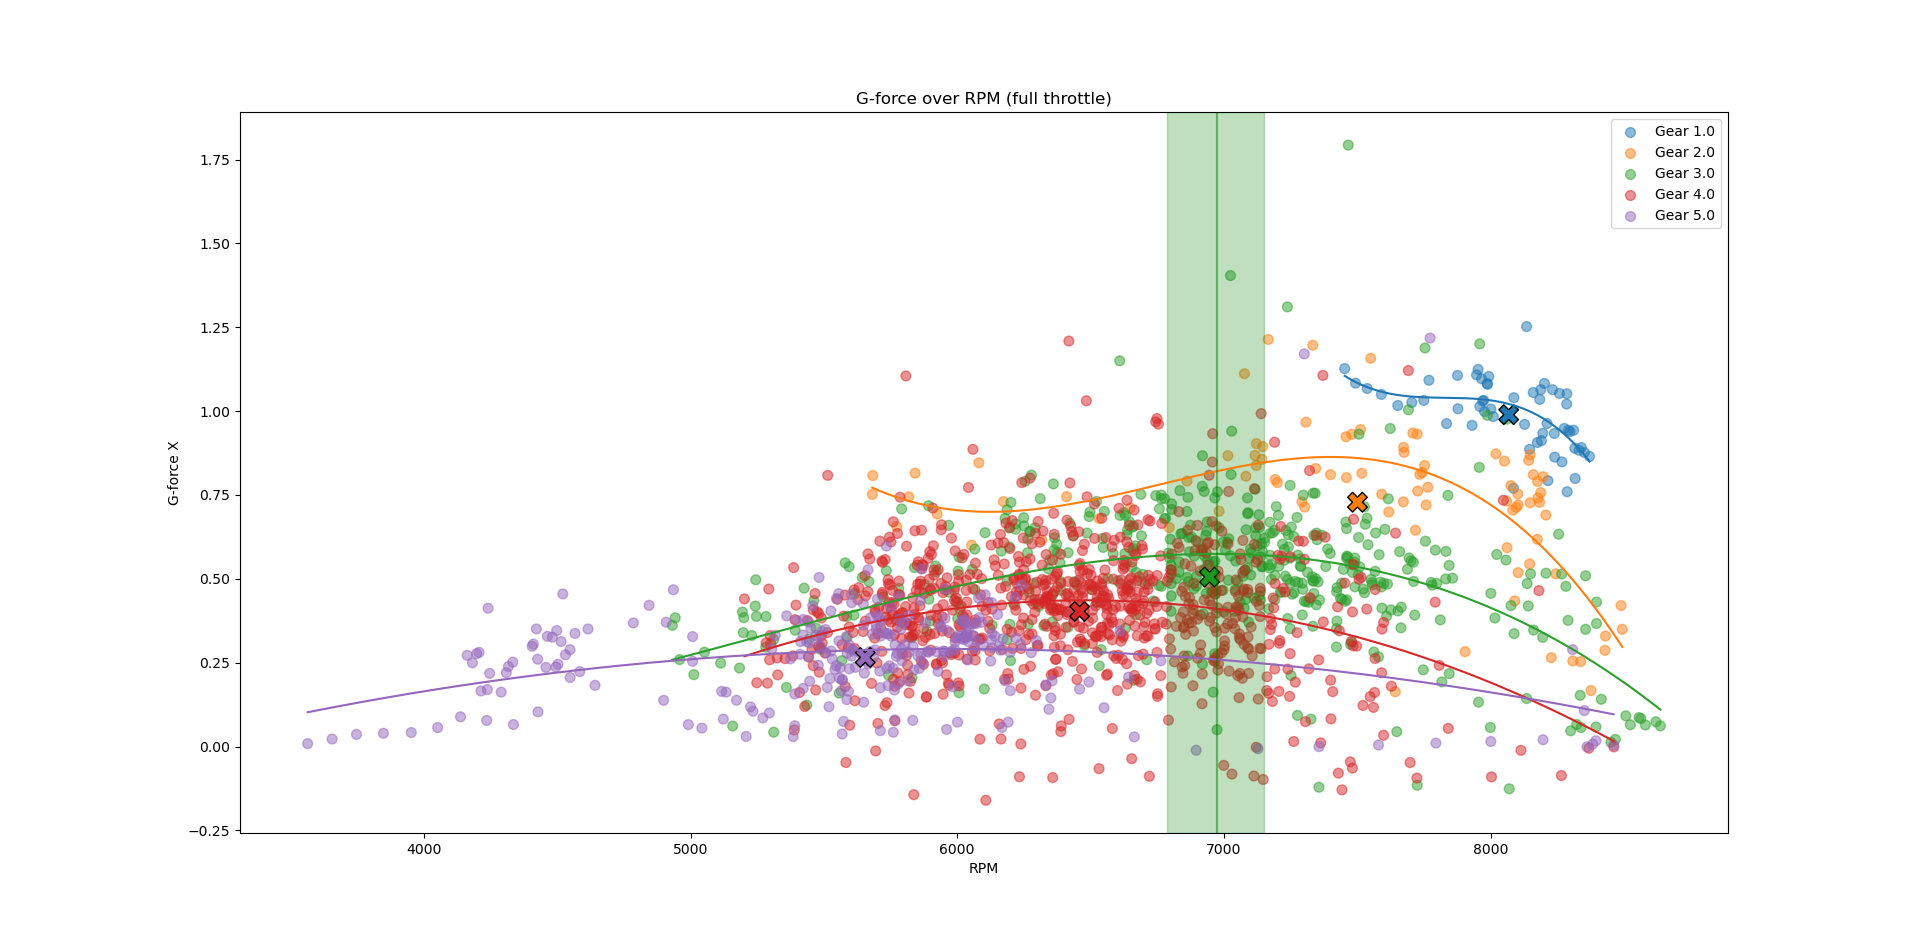 G-force over RPM (full throttle)
Gear 1.0
Gear 2.0
Gear 3.0
Gear 4.0
Gear 5.0
1.75
1.50
1.25
1.00
0.75
0.50
0.25
0.00
−0.25
G-force X
4000 5000 6000 7000 8000
RPM